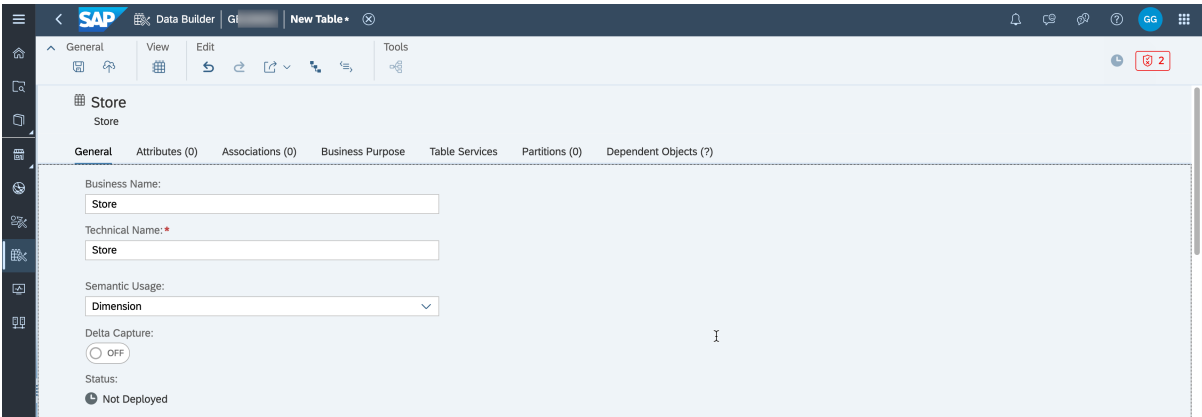 SAP Data Builder GI New Table*
General View Edit Tools
GG
2
Store
Store
General Attributes (0) Associations (0) Business Purpose Table Services Partitions (0) Dependent Objects (?)
Business Name:
Store
Technical Name:*
Store
Semantic Usage:
Dimension
Delta Capture:
OFF
Status:
Not Deployed